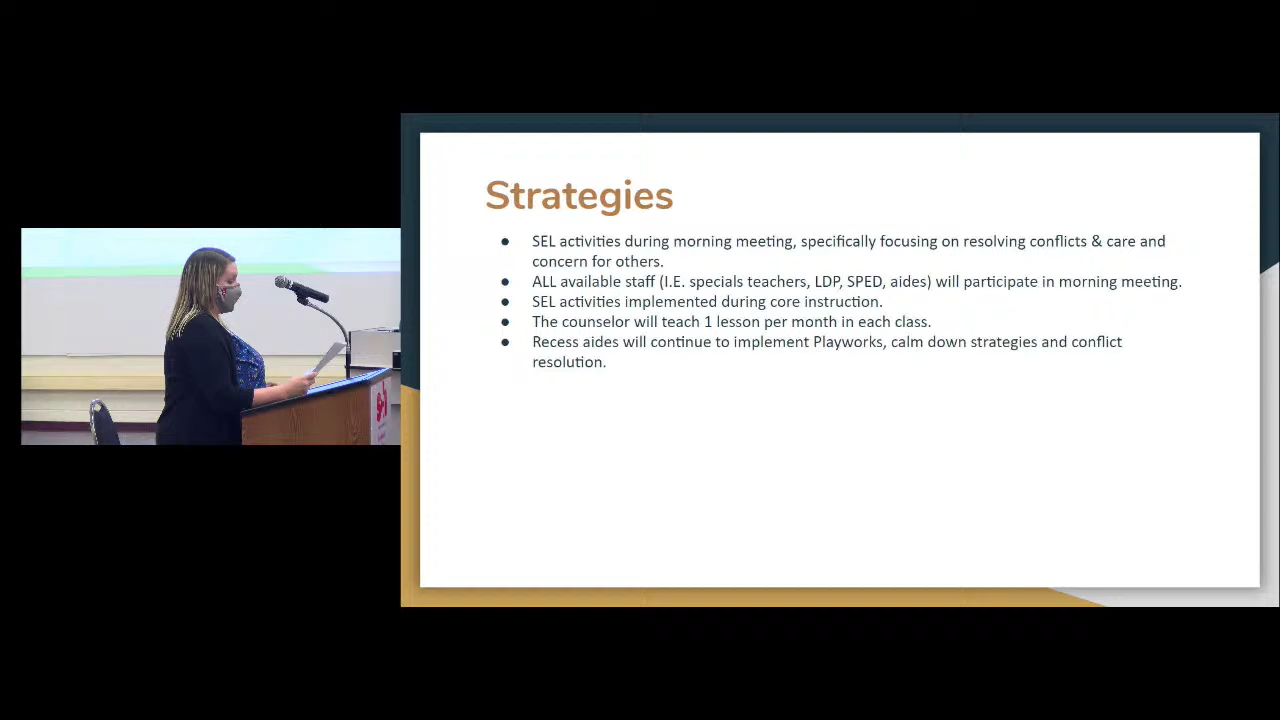 Strategies
● SEL activities during morning meeting, specifically focusing on resolving conflicts & care and
concern for others.
● ALL available staff (I.E. specials teachers, LDP, SPED, aides) will participate in morning meeting.
● SEL activities implemented during core instruction.
● The counselor will teach 1 lesson per month in each class.
● Recess aides will continue to implement Playworks, calm down strategies and conflict
resolution.